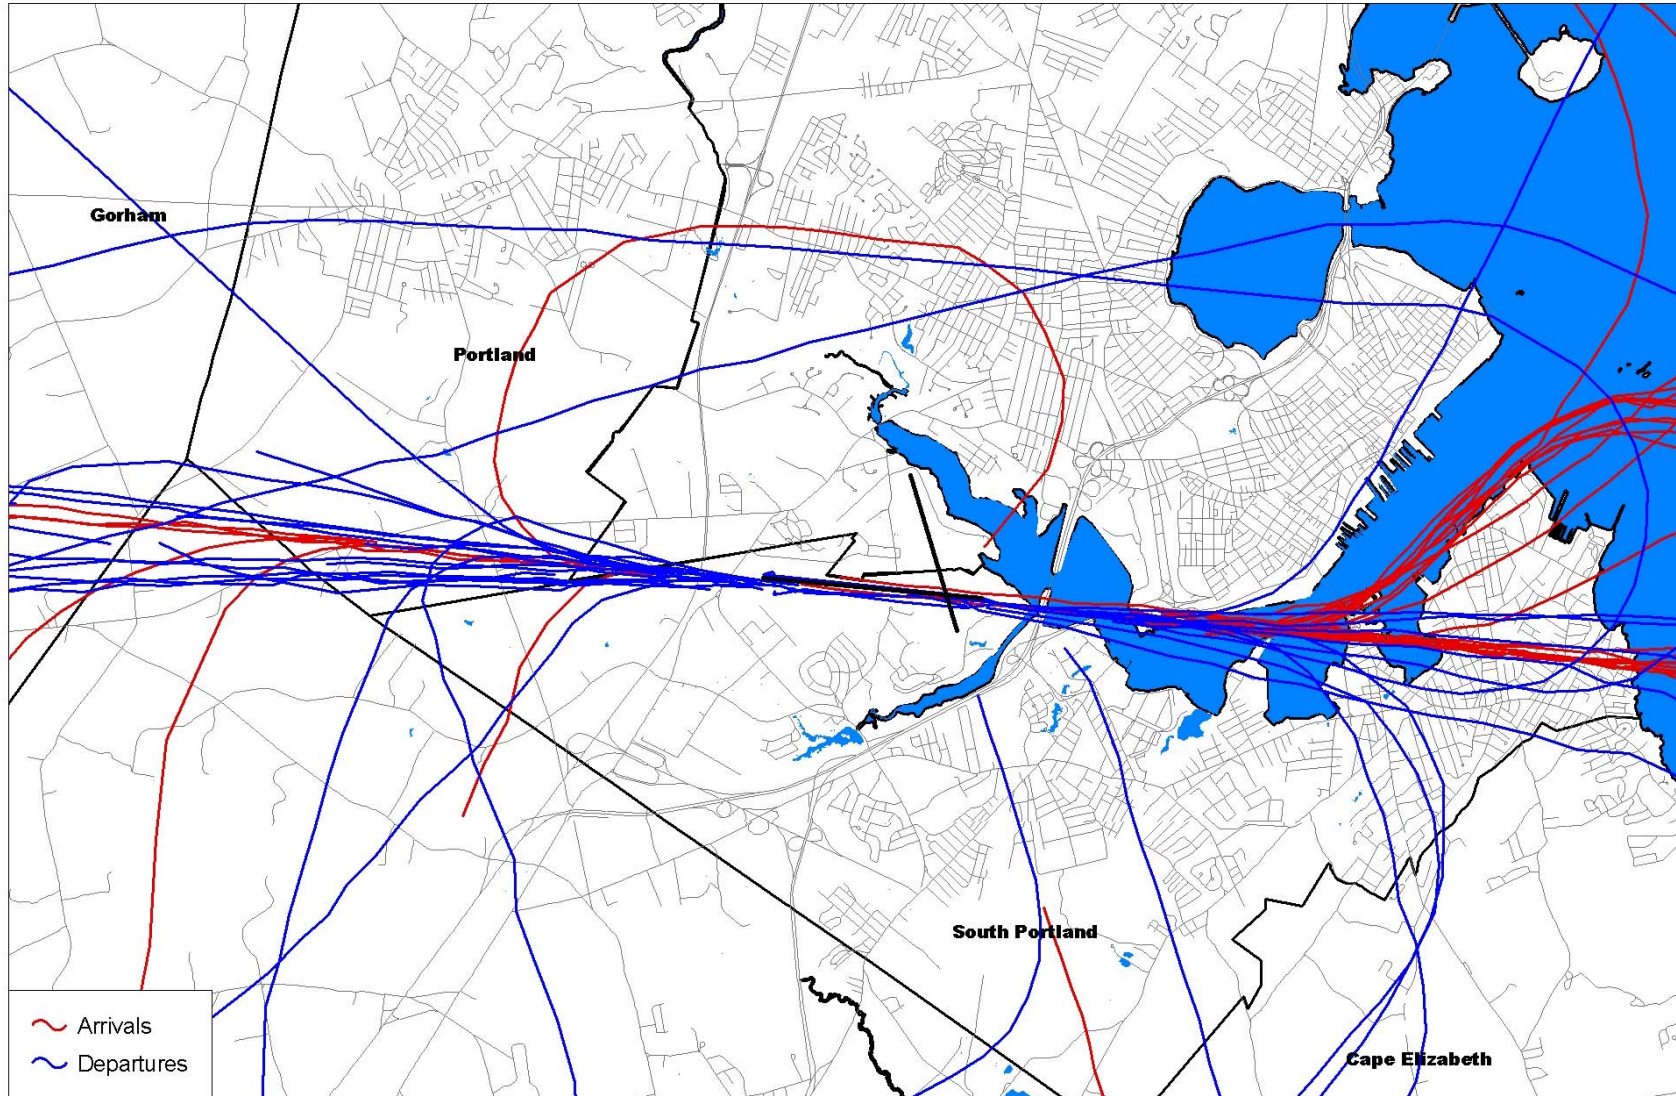 Gorham
Portland
South Portland
Arrivals
Departures
Cape Elizabeth